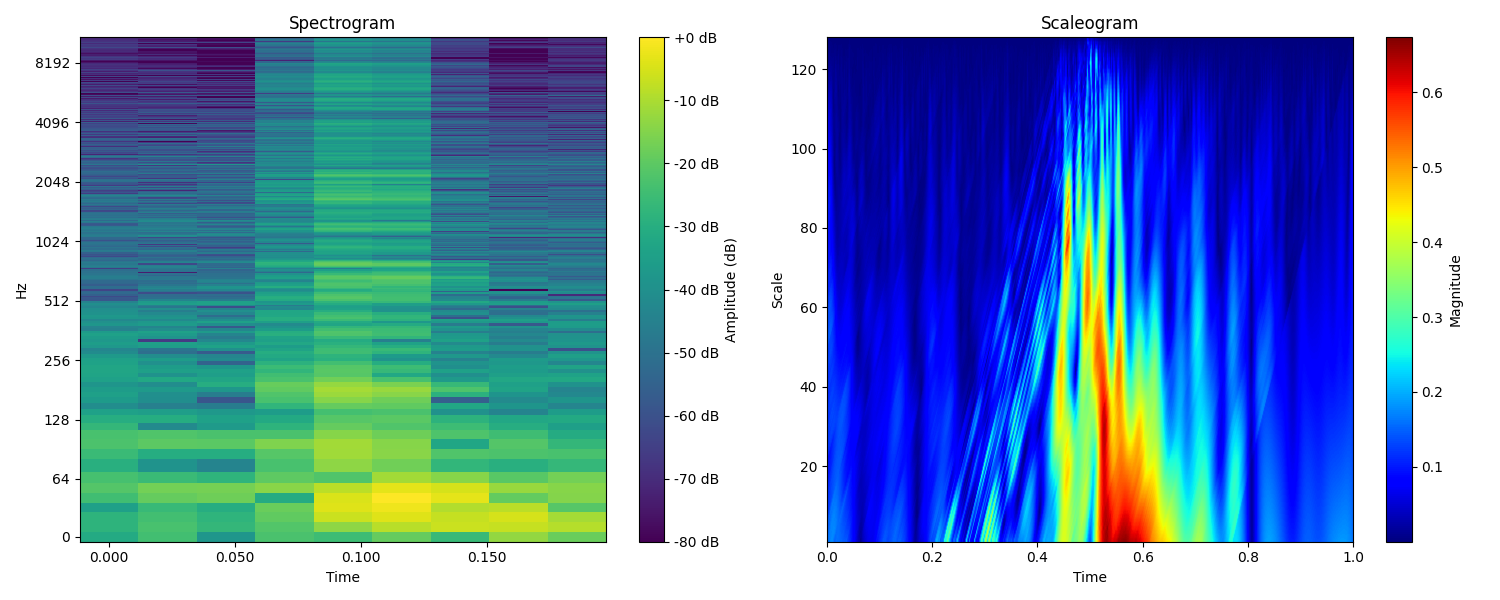 Spectrogram
Hz
8192
4096
2048
1024
512
256
128
64
0
0.000 0.050 0.100 0.150
Time
+0 dB
-10 dB
-20 dB
-30 dB
-40 dB
-50 dB
-60 dB
-70 dB
-80 dB
Amplitude (dB)
Scaleogram
Scale
120
100
80
60
40
20
0.0 0.2 0.4 0.6 0.8 1.0
Time
0.6
0.5
0.4
0.3
0.2
0.1
Magnitude